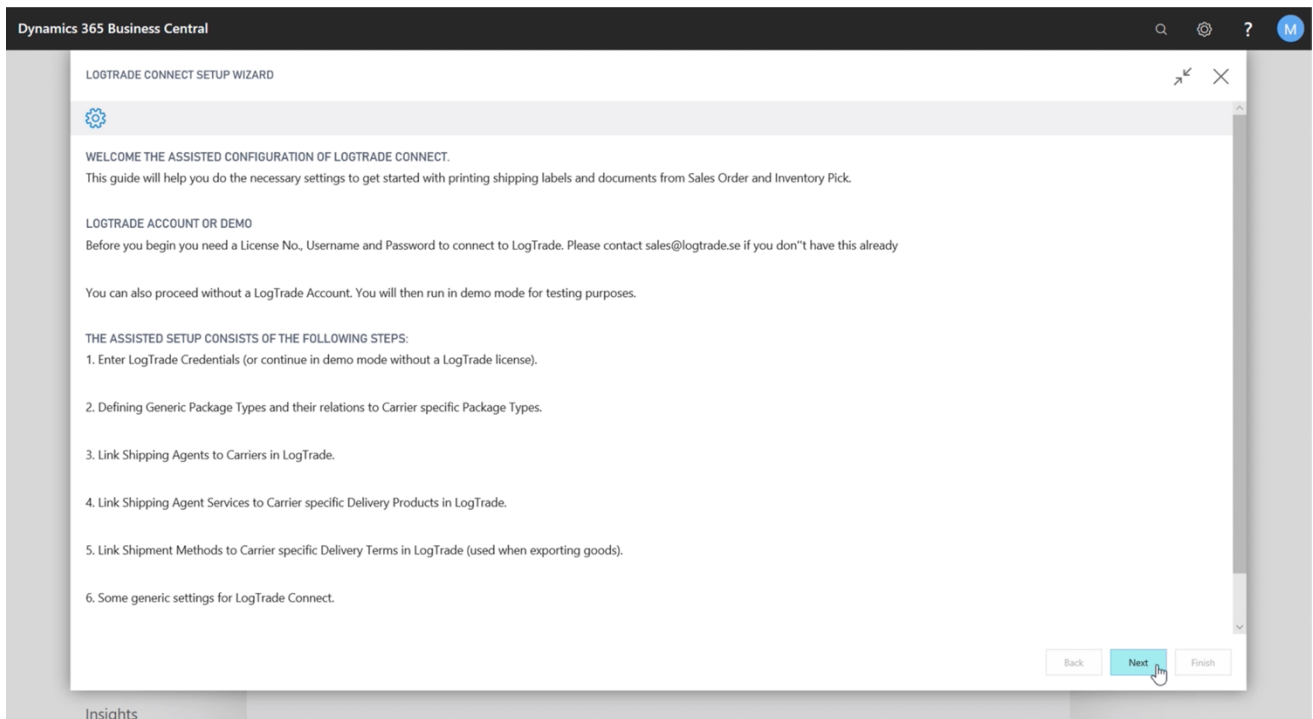 Dynamics 365 Business Central
?
M
LOGTRADE CONNECT SETUP WIZARD
WELCOME THE ASSISTED CONFIGURATION OF LOGTRADE CONNECT.
This guide will help you do the necessary settings to get started with printing shipping labels and documents from Sales Order and Inventory Pick.
LOGTRADE ACCOUNT OR DEMO
Before you begin you need a License No., Username and Password to connect to LogTrade. Please contact sales@logtrade.se if you don''t have this already
You can also proceed without a LogTrade Account. You will then run in demo mode for testing purposes.
THE ASSISTED SETUP CONSISTS OF THE FOLLOWING STEPS:
1. Enter LogTrade Credentials (or continue in demo mode without a LogTrade license).
2. Defining Generic Package Types and their relations to Carrier specific Package Types.
3. Link Shipping Agents to Carriers in LogTrade.
4. Link Shipping Agent Services to Carrier specific Delivery Products in LogTrade.
5. Link Shipment Methods to Carrier specific Delivery Terms in LogTrade (used when exporting goods).
6. Some generic settings for LogTrade Connect.
Back Next Finish
Insights